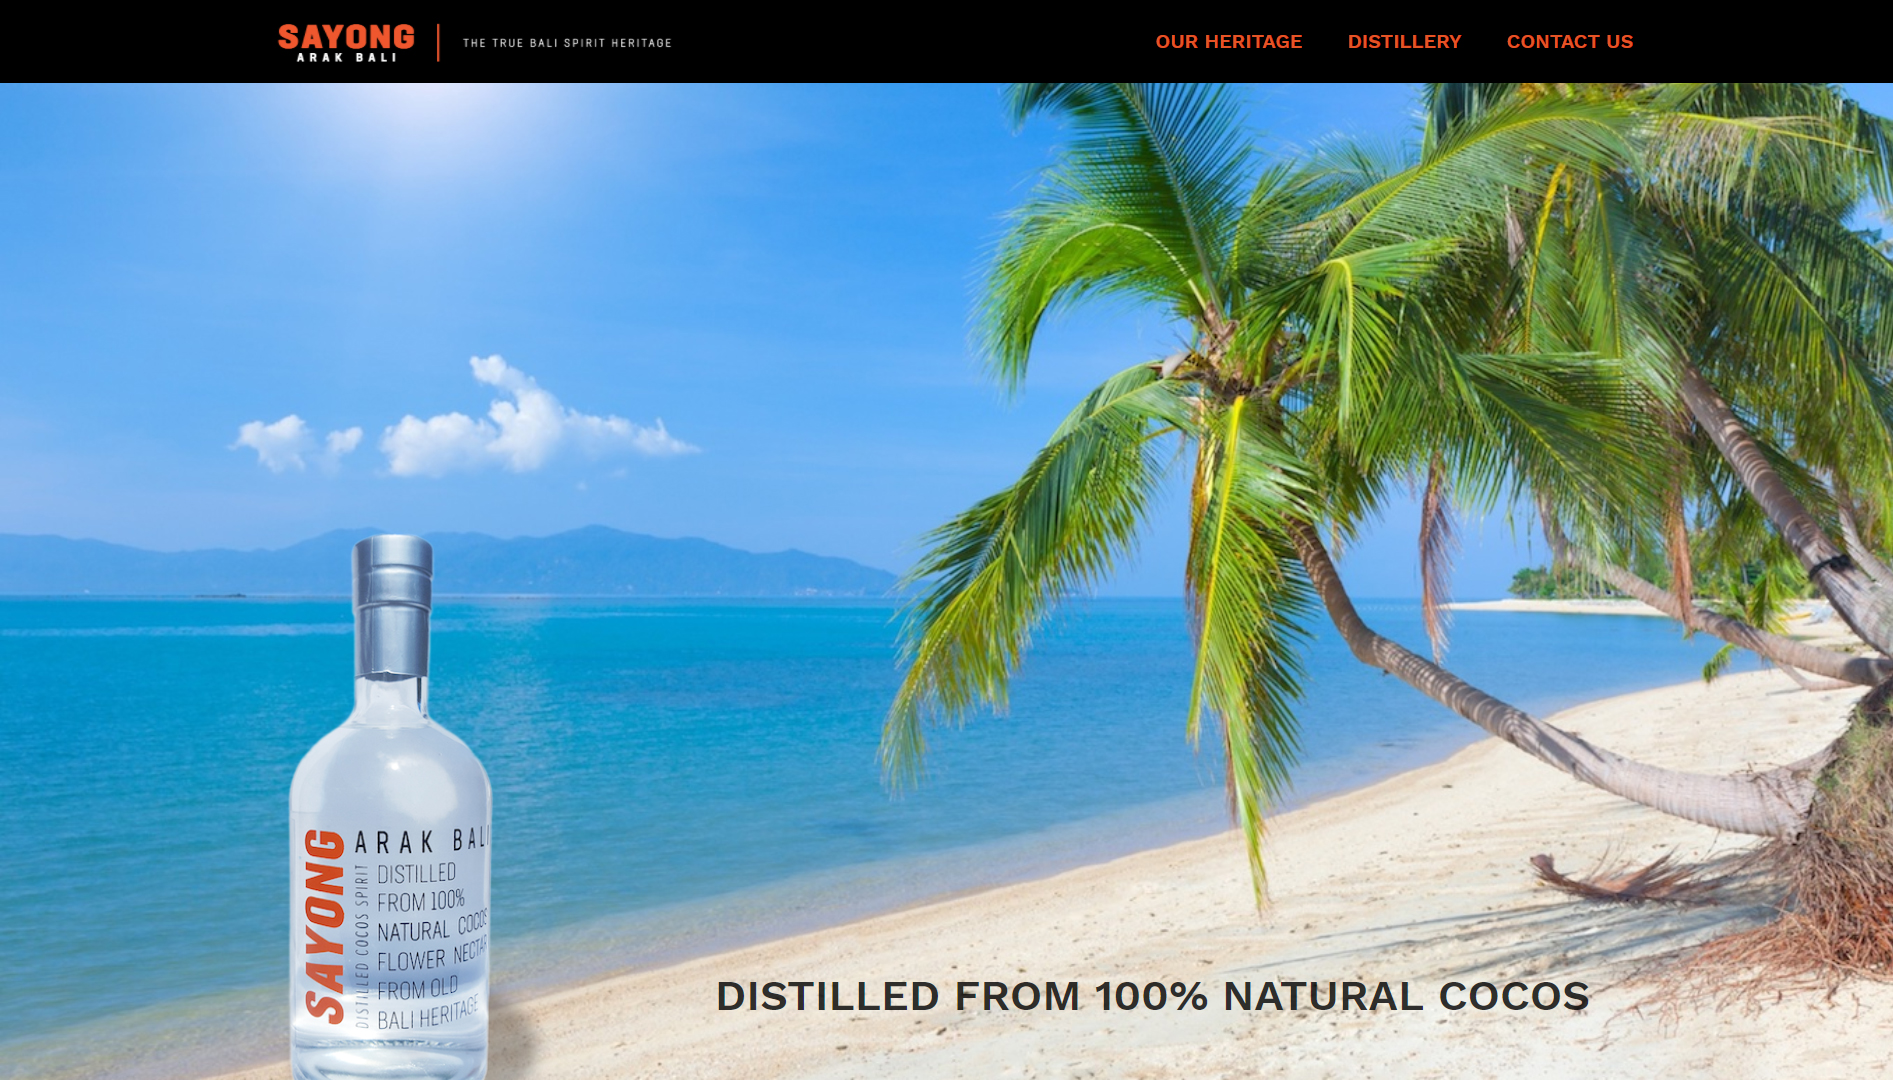 SAYONG
ARAK BALI
THE TRUE BALI SPIRIT HERITAGE
OUR HERITAGE
DISTILLERY
CONTACT US
SAYONG
ARAK BALI
DISTILLED COCOS SPIRIT
DISTILLED
FROM 100%
NATURAL COCOS
FLOWER NECTAR
FROM OLD
BALI HERITAGE
DISTILLED FROM 100% NATURAL COCOS